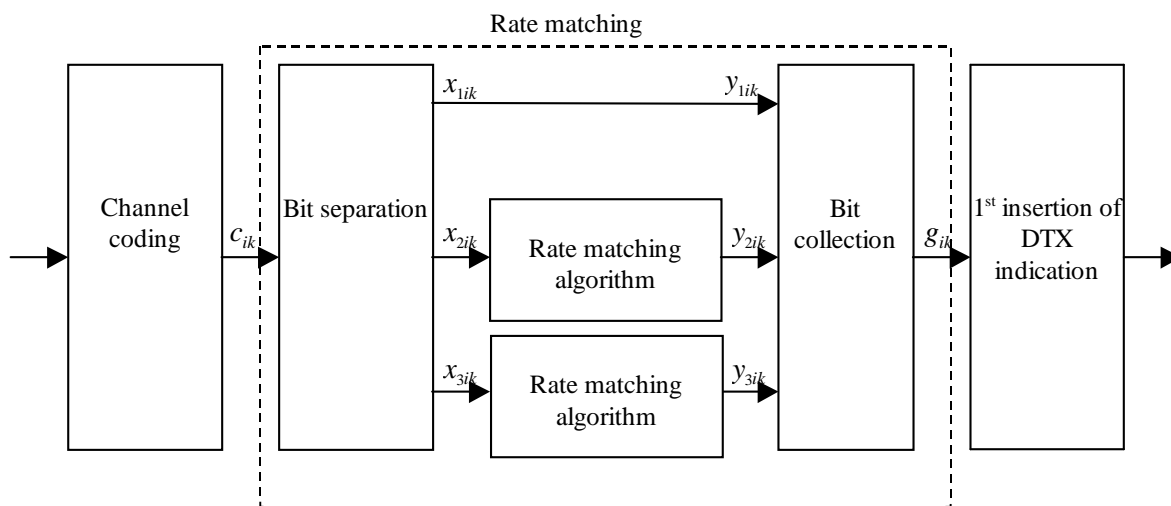 Rate matching
x1ik
y1ik
Channel
coding
cik
Bit separation
x2ik
Rate matching
algorithm
y2ik
Bit
collection
gik
1st insertion of
DTX
indication
x3ik
Rate matching
algorithm
y3ik